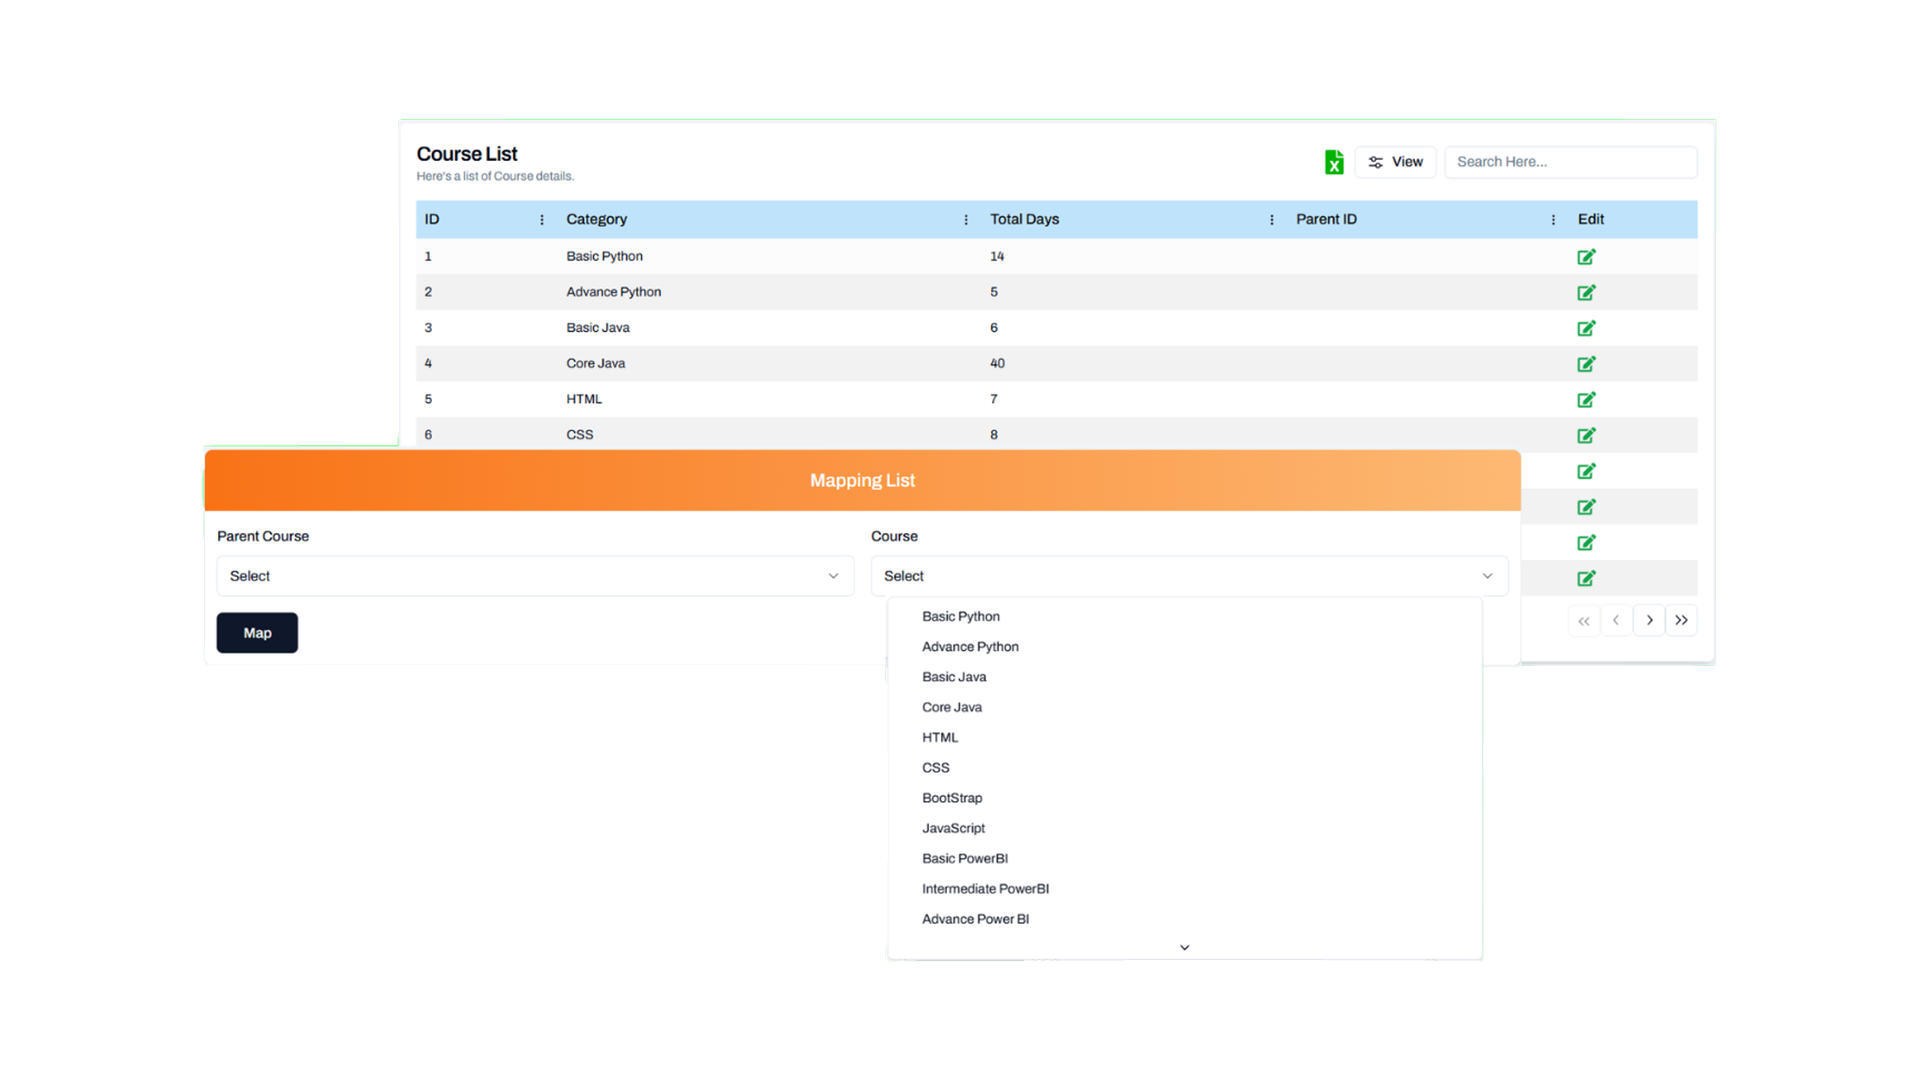 Course List
Here's a list of Course details.
View
Search Here...
ID Category Total Days Parent ID Edit
1 Basic Python 14
2 Advance Python 5
3 Basic Java 6
4 Core Java 40
5 HTML 7
6 CSS 8
Mapping List
Parent Course Course
Select Select
Map
Basic Python
Advance Python
Basic Java
Core Java
HTML
CSS
BootStrap
JavaScript
Basic PowerBI
Intermediate PowerBI
Advance Power BI